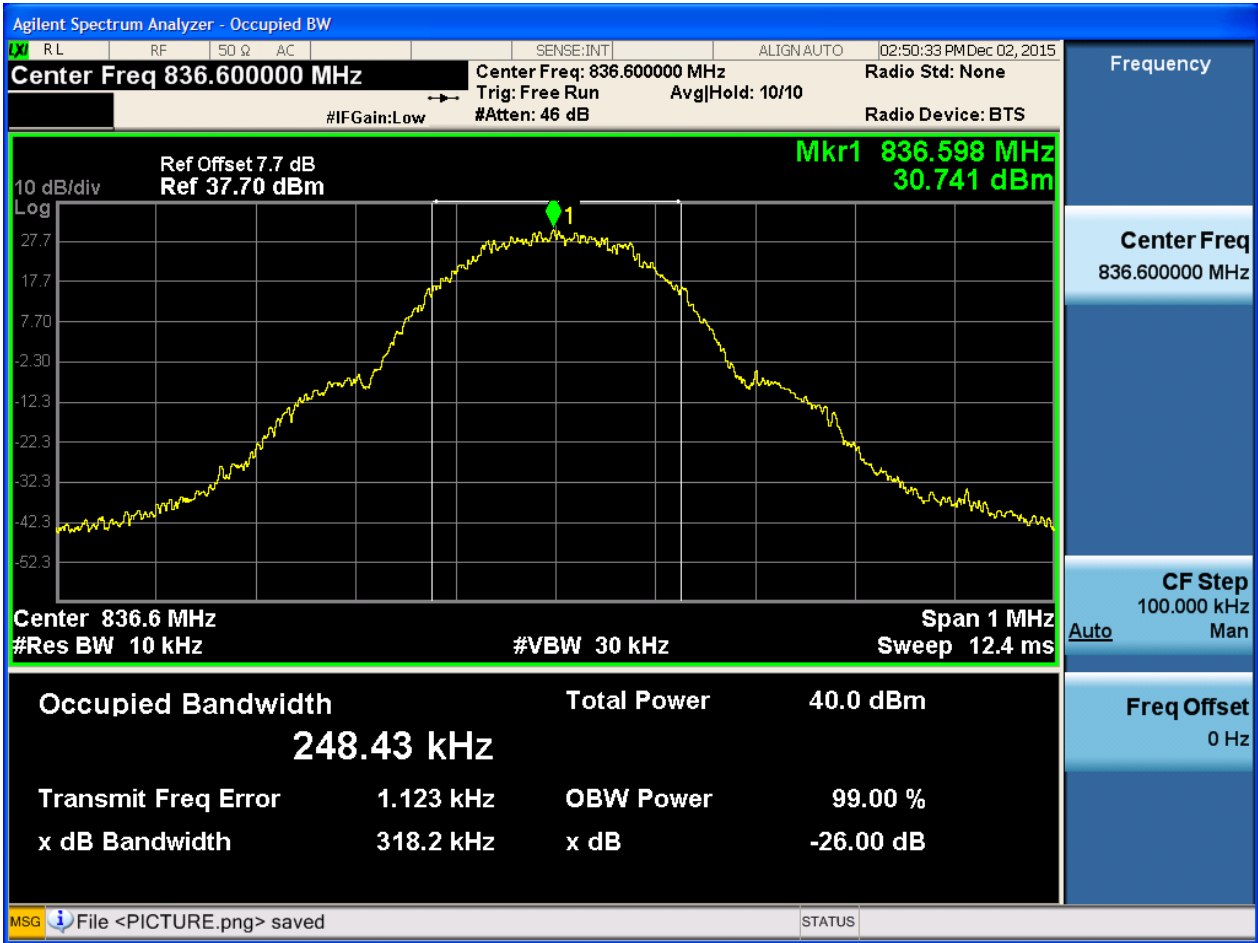 Agilent Spectrum Analyzer - Occupied BW
LXI RL RF 50 Ω AC SENSE:INT ALIGN AUTO 02:50:33 PM Dec 02, 2015
Center Freq 836.600000 MHz
Center Freq: 836.600000 MHz Radio Std: None
Trig: Free Run Avg|Hold: 10/10
#IFGain:Low #Atten: 46 dB Radio Device: BTS
Frequency
Mkr1 836.598 MHz
30.741 dBm
Ref Offset 7.7 dB
10 dB/div Ref 37.70 dBm
Log
1
27.7
17.7
7.70
-2.30
-12.3
-22.3
-32.3
-42.3
-52.3
Center 836.6 MHz Span 1 MHz
#Res BW 10 kHz #VBW 30 kHz Sweep 12.4 ms
Center Freq
836.600000 MHz
CF Step
100.000 kHz
Auto Man
Freq Offset
0 Hz
Occupied Bandwidth Total Power 40.0 dBm
248.43 kHz
Transmit Freq Error 1.123 kHz OBW Power 99.00 %
x dB Bandwidth 318.2 kHz x dB -26.00 dB
MSG File <PICTURE.png> saved STATUS